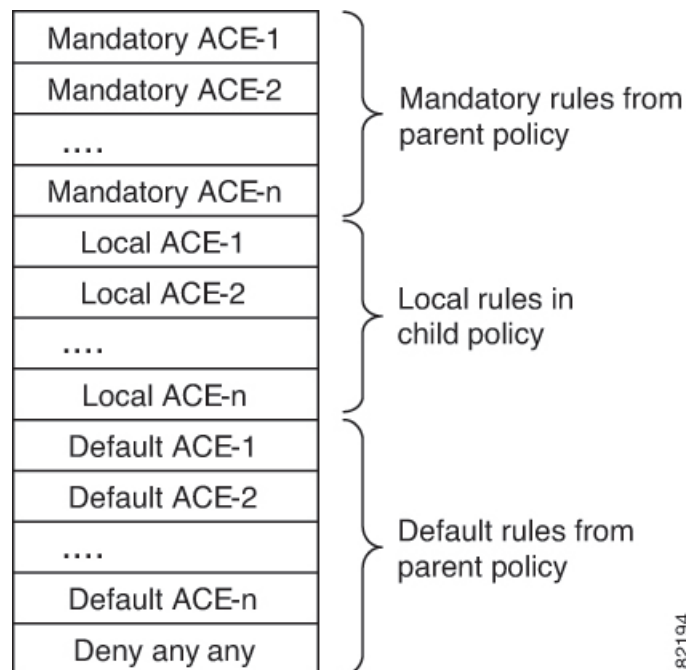 Mandatory ACE-1
Mandatory ACE-2
....
Mandatory ACE-n
Local ACE-1
Local ACE-2
....
Local ACE-n
Default ACE-1
Default ACE-2
....
Default ACE-n
Deny any any
Mandatory rules from
parent policy
Local rules in
child policy
Default rules from
parent policy
82194